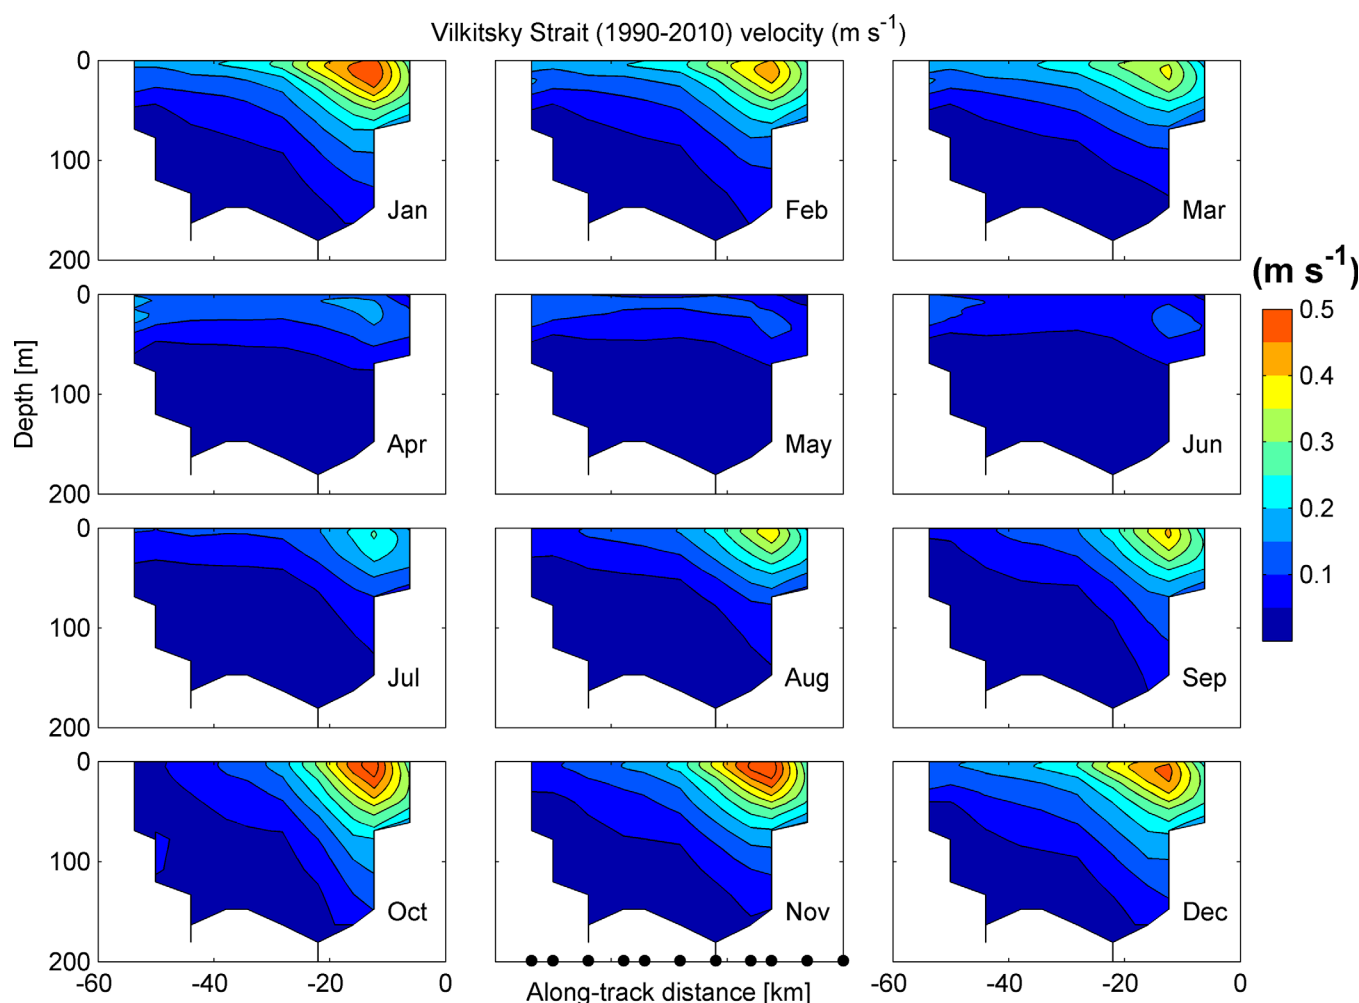 Vilkitsky Strait (1990-2010) velocity (m s⁻¹)
0
100
200
Jan
Feb
Mar
(m s⁻¹)
0
100
200
Apr
May
Jun
0.5
0.4
0.3
0.2
0.1
Depth [m]
0
100
200
Jul
Aug
Sep
0
100
200
Oct
Nov
Dec
-60 -40 -20 0
-60 -40 -20 0
Along-track distance [km]